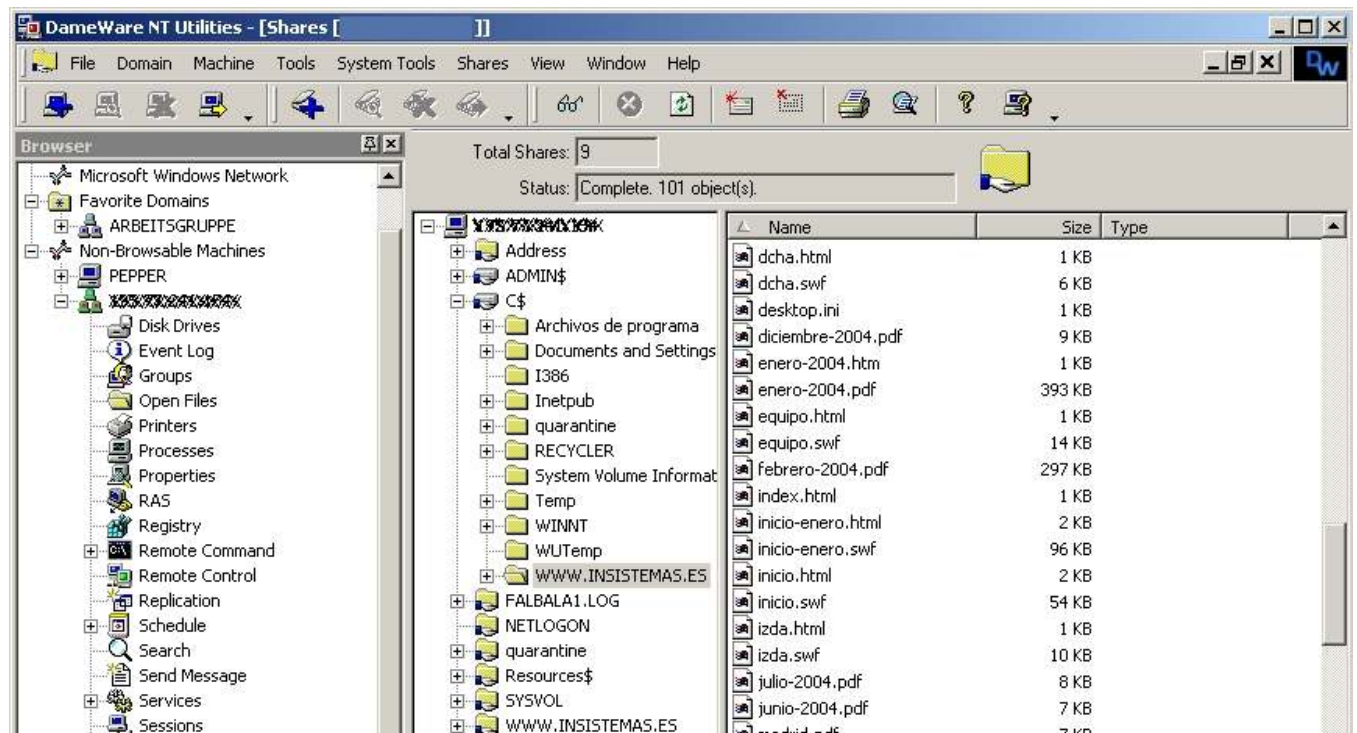 DameWare NT Utilities - [Shares [ ]]
File Domain Machine Tools System Tools Shares View Window Help
Browser
Microsoft Windows Network
Favorite Domains
ARBEITSGRUPPE
Non-Browsable Machines
PEPPER
Disk Drives
Event Log
Groups
Open Files
Printers
Processes
Properties
RAS
Registry
Remote Command
Remote Control
Replication
Schedule
Search
Send Message
Services
Sessions
Total Shares: 9
Status: Complete. 101 object(s).
Address
ADMIN$
C$
Archivos de programa
Documents and Settings
I386
Inetpub
quarantine
RECYCLER
System Volume Informat
Temp
WINNT
WUTemp
WWW.INSISTEMAS.ES
FALBALA1.LOG
NETLOGON
quarantine
Resources$
SYSVOL
WWW.INSISTEMAS.ES
Name Size Type
dcha.html 1 KB
dcha.swf 6 KB
desktop.ini 1 KB
diciembre-2004.pdf 9 KB
enero-2004.htm 1 KB
enero-2004.pdf 393 KB
equipo.html 1 KB
equipo.swf 14 KB
febrero-2004.pdf 297 KB
index.html 1 KB
inicio-enero.html 2 KB
inicio-enero.swf 96 KB
inicio.html 2 KB
inicio.swf 54 KB
izda.html 1 KB
izda.swf 10 KB
julio-2004.pdf 8 KB
junio-2004.pdf 7 KB